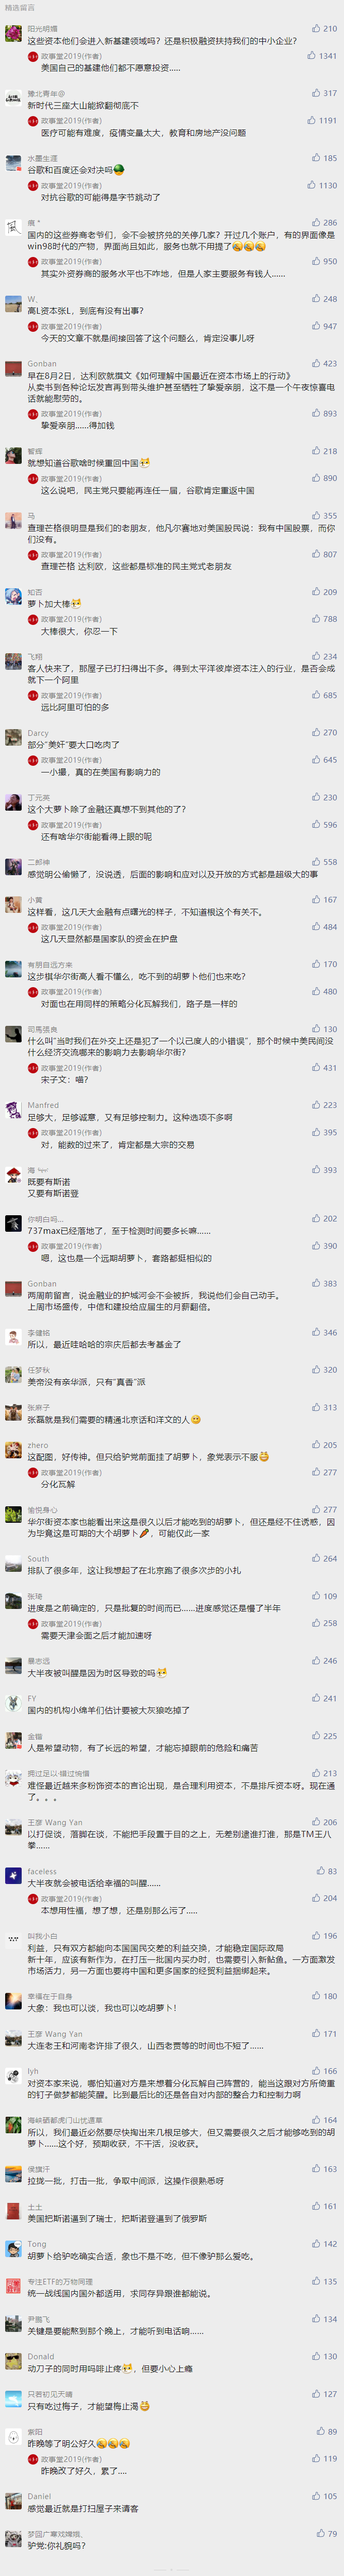 精选留言
阳光明媚 210
这些资本他们会进入新基建领域吗？还是积极融资扶持我们的中小企业？
政事堂2019(作者) 1341
美国自己的基建他们都不愿意投资.....
豫北青年@ 317
新时代三座大山能掀翻彻底不
政事堂2019(作者) 1191
医疗可能有难度，疫情变量太大，教育和房地产没问题
水墨生涯 185
谷歌和百度还会对决吗
政事堂2019(作者) 1130
对抗谷歌的可能得是字节跳动了
286
国内的这些券商老爷们，会不会被挤兑的关停几家？开过几个账户，有的界面像是
win98时代的产物，界面尚且如此，服务也就不用提了
政事堂2019(作者) 950
其实外资券商的服务水平也不咋地，但是人家主要服务有钱人......
W_ 248
高L资本张L，到底有没有出事？
政事堂2019(作者) 947
今天的文章不就是间接回答了这个问题么，肯定没事儿呀
Gonban 423
早在8月2日，达利欧就撰文《如何理解中国最近在资本市场上的行动》
从卖书到各种论坛发言再到带头维护甚至牺牲了挚爱亲朋，这不是一个午夜惊喜电
话就能慰劳的。
政事堂2019(作者) 893
挚爱亲朋......得加钱
智辉 218
就想知道谷歌啥时候重回中国
政事堂2019(作者) 890
这么说吧，民主党只要能再连任一届，谷歌肯定重返中国
马 355
查理芒格很明显是我们的老朋友，他凡尔赛地对美国股民说：我有中国股票，而你
们没有。
政事堂2019(作者) 807
查理芒格 达利欧，这些都是标准的民主党式老朋友
知否 209
萝卜加大棒
政事堂2019(作者) 788
大棒很大，你忍一下
飞翔 234
客人快来了，那屋子已打扫得出不多。得到太平洋彼岸资本注入的行业，是否会成
就下一个阿里
政事堂2019(作者) 685
远比阿里可怕的多
Darcy 270
部分“美奸”要大口吃肉了
政事堂2019(作者) 645
一小撮，真的在美国有影响力的
丁元英 230
这个大萝卜除了金融还真想不到其他的了？
政事堂2019(作者) 596
还有啥华尔街能看得上眼的呢
二郎神 558
感觉明公偷懒了，没说透，后面的影响和应对以及开放的方式都是超级大的事
小黄 167
这样看，这几天大金融有点曙光的样子，不知道根这个有关不。
政事堂2019(作者) 484
这几天显然都是国家队的资金在护盘
有朋自远方来 170
这步棋华尔街高人看不懂么，吃不到的胡萝卜他们也来吃？
政事堂2019(作者) 480
对面也在用同样的策略分化瓦解我们，路子是一样的
司马张良 130
什么叫“当时我们在外交上还是犯了一个以己度人的小错误”，那个时候中美民间没
什么经济交流哪来的影响力去影响华尔街？
政事堂2019(作者) 431
宋子文：喵？
Manfred 223
足够大，足够诚意，又有足够控制力。这种选项不多啊
政事堂2019(作者) 395
对，能数的过来了，肯定都是大宗的交易
海 393
既要有斯诺
又要有斯诺登
你明白吗... 202
737max已经落地了，至于检测时间要多长嘛......
政事堂2019(作者) 390
嗯，这也是一个远期胡萝卜，套路都挺相似的
Gonban 383
两周前留言，说金融业的护城河会不会被拆，我说他们会自己动手。
上周市场盛传，中信和建投给应届生的月薪翻倍。
李健铭 346
所以，最近哇哈哈的宗庆后都去考基金了
任梦秋 320
美帝没有亲华派，只有“真香”派
张麻子 313
张磊就是我们需要的精通北京话和洋文的人
zhero 205
这配图，好传神。但只给驴党前面挂了胡萝卜，象党表示不服
政事堂2019(作者) 277
分化瓦解
愉悦身心 277
华尔街资本家也能看出来这是很久以后才能吃到的胡萝卜，但还是经不住诱惑，因
为毕竟这是可期的大个胡萝卜，可能仅此一家
South 264
排队了很多年，这让我想起了在北京跑了很多次步的小扎
张琦 109
进度是之前确定的，只是批复的时间而已......进度感觉还是慢了半年
政事堂2019(作者) 258
需要天津会面之后才能加速呀
暴志远 246
大半夜被叫醒是因为时区导致的吗
FY 241
国内的机构小绵羊们估计要被大灰狼吃掉了
金锴 225
人是希望动物，有了长远的希望，才能忘掉眼前的危险和痛苦
213
难怪最近越来多粉饰资本的言论出现，是合理利用资本，不是排斥资本呀。现在通
了。。。
王彦 Wang Yan 206
以打促谈，落脚在谈，不能把手段置于目的之上，无差别逮谁打谁，那是TM王八
拳......
faceless 83
大半夜就会被电话给幸福的叫醒......
政事堂2019(作者) 204
本想用性福，想了想，还是别那么污了.....
叫我小白 196
利益，只有双方都能向本国国民交差的利益交换，才能稳定国际政局
新十年，应该有新作为，在打压一批国内买办时，也需要引入新鲇鱼。一方面激发
市场活力，另一方面也要将中国和更多国家的经贸利益捆绑起来。
幸福在于自身 180
大象：我也可以谈，我也可以吃胡萝卜！
王彦 Wang Yan 171
大连老王和河南老许排了很久，山西老贾等的时间也不短了......
lyh 166
对资本家来说，哪怕知道对方是来想着分化瓦解自己阵营的，能当这跟对方所倚重
的钉子做梦都能笑醒。比到最后比的还是各自对内部的整合力和控制力啊
164
所以，我们最近必然要尽快掏出来几根足够大，但又需要很久之后才能够吃到的胡
萝卜......这个好，预期收获，不干活，没收获。
侯旗汗 163
拉拢一批，打击一批，争取中间派，这操作很熟悉呀
土土 161
美国把斯诺逼到了瑞士，把斯诺登逼到了俄罗斯
Tong 142
胡萝卜给驴吃确实合适，象也不是不吃，但不像驴那么爱吃。
专注ETF的万物同理 135
统一战线国内国外都适用，求同存异跟谁都能说。
尹腾飞 134
关键是要能熬到那个晚上，才能听到电话响......
Donald 130
动刀子的同时用吗啡止疼，但要小心上瘾
只若初见天晴 127
只有吃过梅子，才能望梅止渴
紫阳 89
昨晚等了明公好久
政事堂2019(作者) 119
昨晚改了好久，累了....
Daniel 105
感觉最近就是打扫屋子来请客
79
驴党:你礼貌吗？